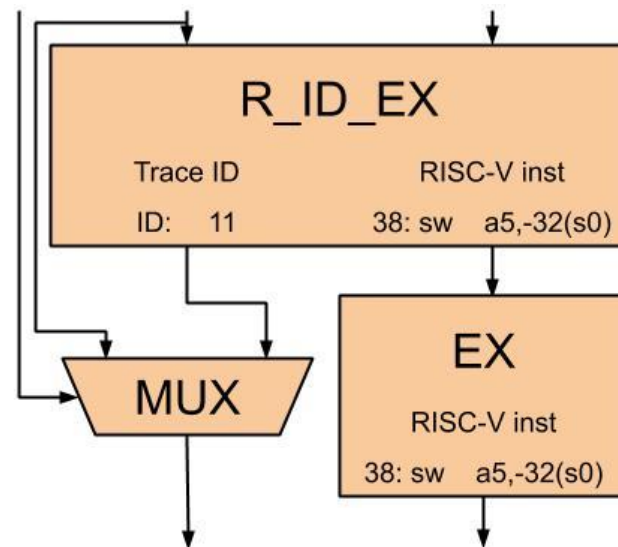 R_ID_EX
Trace ID RISC-V inst
ID: 11 38: sw a5,-32(s0)
MUX
EX
RISC-V inst
38: sw a5,-32(s0)